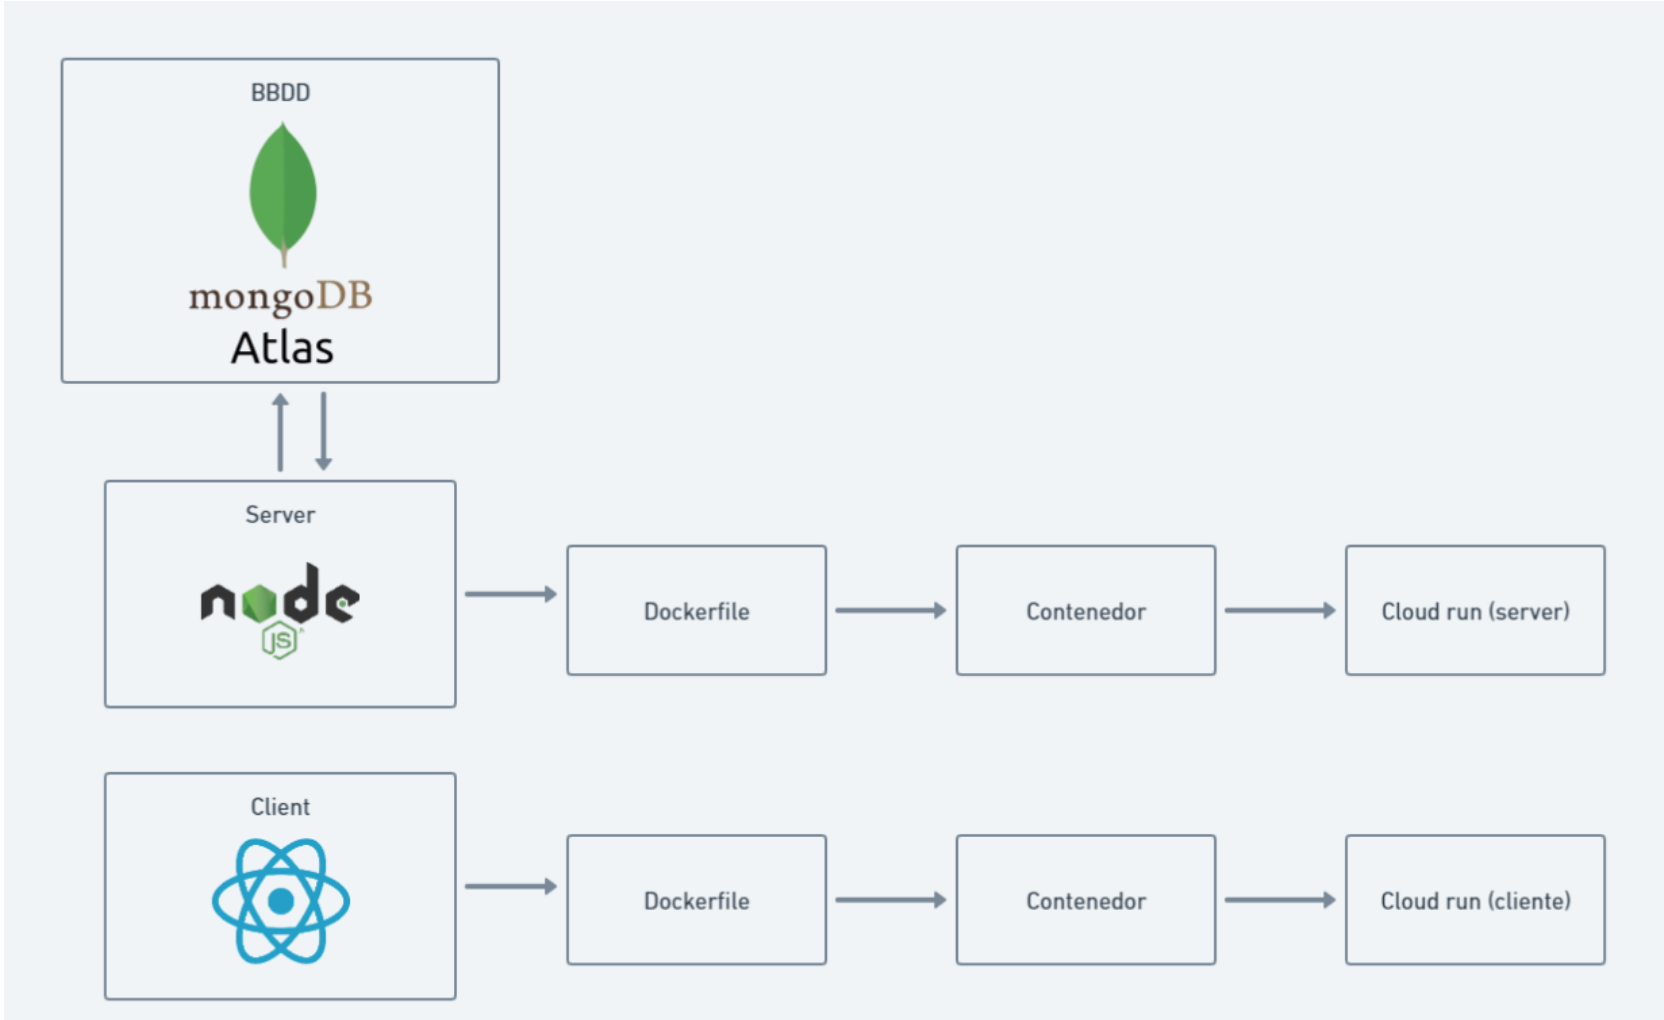 BBDD
mongoDB
Atlas
Server
node
JS
Dockerfile
Contenedor
Cloud run (server)
Client
Dockerfile
Contenedor
Cloud run (cliente)